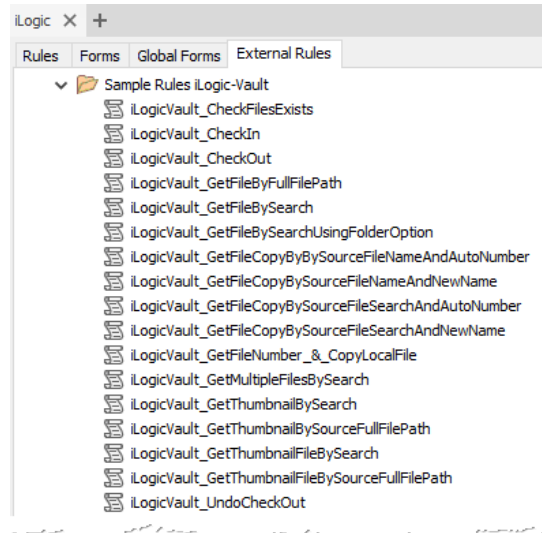 iLogic × +
Rules Forms Global Forms External Rules
Sample Rules iLogic-Vault
iLogicVault_CheckFilesExists
iLogicVault_CheckIn
iLogicVault_CheckOut
iLogicVault_GetFileByFullFilePath
iLogicVault_GetFileBySearch
iLogicVault_GetFileBySearchUsingFolderOption
iLogicVault_GetFileCopyByBySourceFileNameAndAutoNumber
iLogicVault_GetFileCopyBySourceFileNameAndNewName
iLogicVault_GetFileCopyBySourceFileSearchAndAutoNumber
iLogicVault_GetFileCopyBySourceFileSearchAndNewName
iLogicVault_GetFileNumber_&_CopyLocalFile
iLogicVault_GetMultipleFilesBySearch
iLogicVault_GetThumbnailBySearch
iLogicVault_GetThumbnailBySourceFullFilePath
iLogicVault_GetThumbnailFileBySearch
iLogicVault_GetThumbnailFileBySourceFullFilePath
iLogicVault_UndoCheckOut